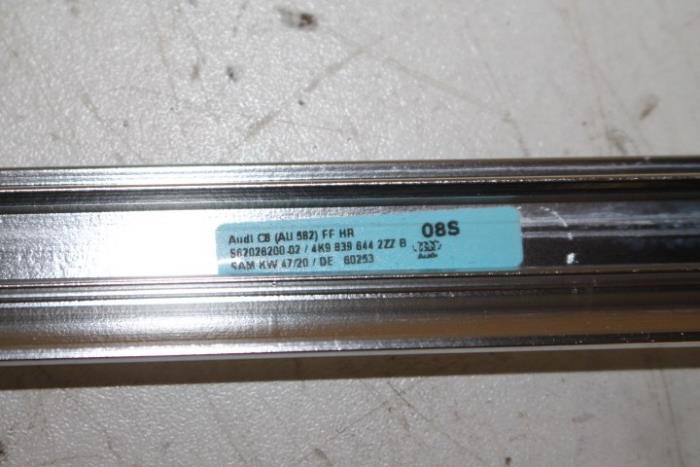 Audi C8 (AU 582) FF HR 08S
S62026200-02 / 4K9 839 644 2ZZ B
SAM KW 47/20 / DE 60253
Audi